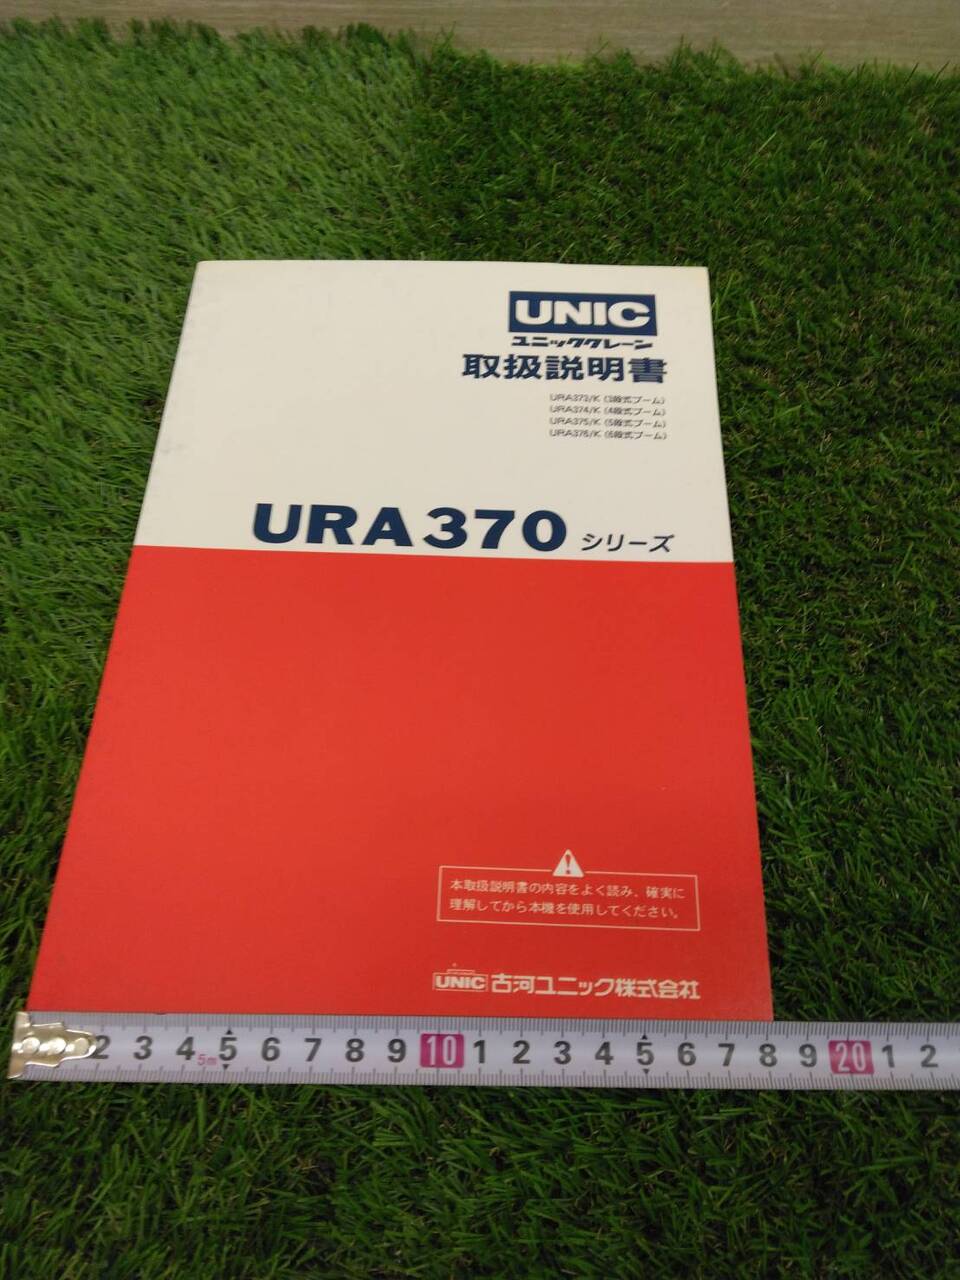 UNIC
ユニッククレーン
取扱説明書
URA373/K (3段式ブーム)
URA374/K (4段式ブーム)
URA375/K (5段式ブーム)
URA376/K (6段式ブーム)
URA370 シリーズ
本取扱説明書の内容をよく読み、確実に
理解してから本機を使用してください。
UNIC 古河ユニック株式会社
2 3 4 5m 5 6 7 8 9 10 1 2 3 4 5 6 7 8 9 20 1 2